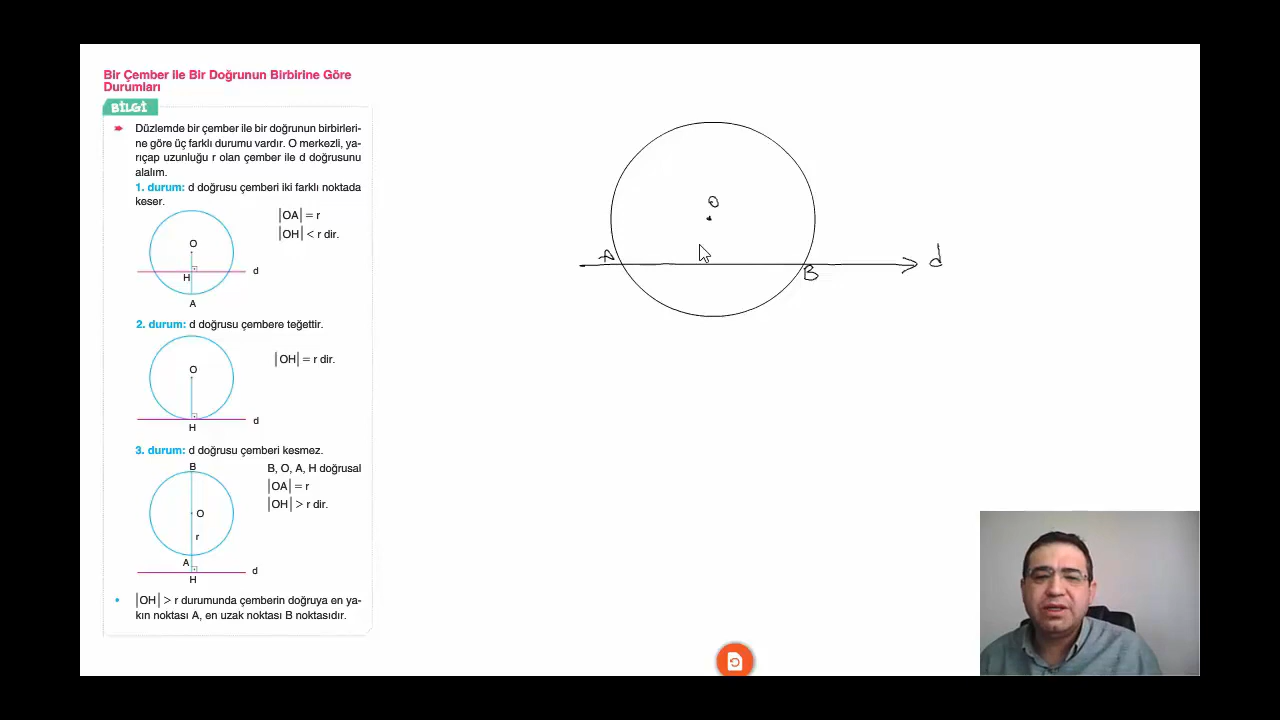 Bir Çember ile Bir Doğrunun Birbirine Göre
Durumları
BİLGİ
Düzlemde bir çember ile bir doğrunun birbirleri-
ne göre üç farklı durumu vardır. O merkezli, ya-
rıçap uzunluğu r olan çember ile d doğrusunu
alalım.
1. durum: d doğrusu çemberi iki farklı noktada
keser.
|OA| = r
|OH| < r dir.
O
H
d
A
2. durum: d doğrusu çembere teğettir.
|OH| = r dir.
O
d
H
3. durum: d doğrusu çemberi kesmez.
B
B, O, A, H doğrusal
|OA| = r
|OH| > r dir.
O
r
A
d
H
|OH| > r durumunda çemberin doğruya en ya-
kın noktası A, en uzak noktası B noktasıdır.
O
A
B
d